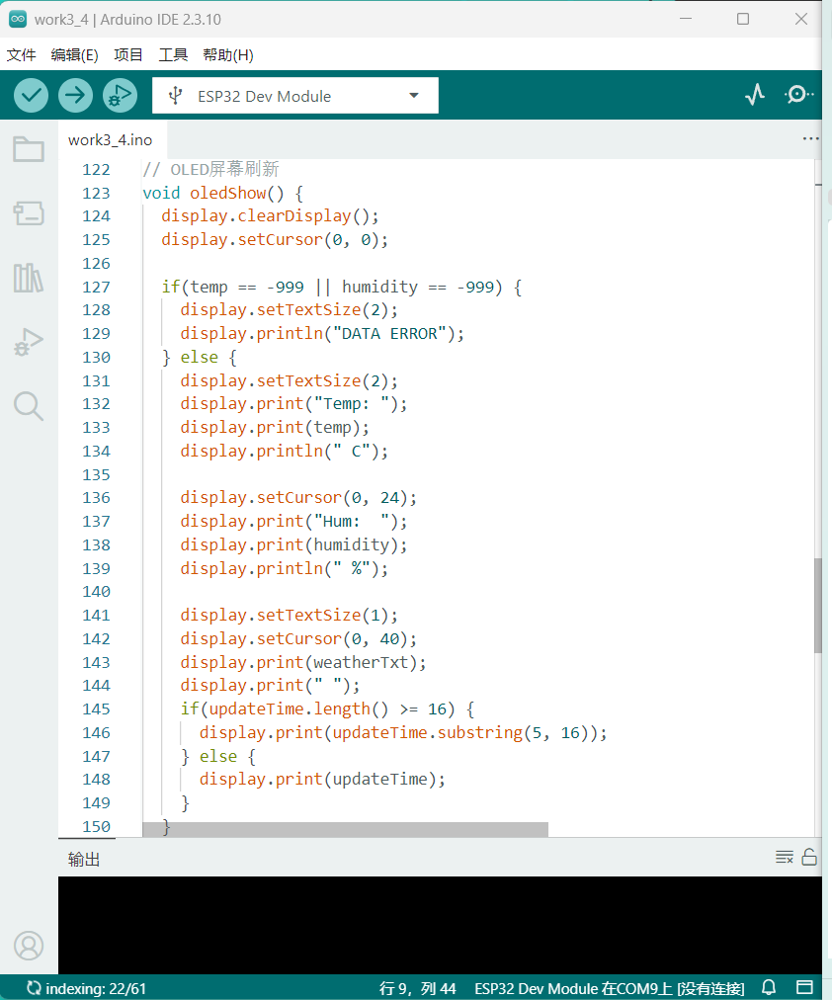 work3_4 | Arduino IDE 2.3.10
文件 编辑(E) 项目 工具 帮助(H)
ESP32 Dev Module
work3_4.ino
122 // OLED屏幕刷新
123 void oledShow() {
124 display.clearDisplay();
125 display.setCursor(0, 0);
126
127 if(temp == -999 || humidity == -999) {
128 display.setTextSize(2);
129 display.println("DATA ERROR");
130 } else {
131 display.setTextSize(2);
132 display.print("Temp: ");
133 display.print(temp);
134 display.println(" C");
135
136 display.setCursor(0, 24);
137 display.print("Hum:  ");
138 display.print(humidity);
139 display.println(" %");
140
141 display.setTextSize(1);
142 display.setCursor(0, 40);
143 display.print(weatherTxt);
144 display.print(" ");
145 if(updateTime.length() >= 16) {
146 display.print(updateTime.substring(5, 16));
147 } else {
148 display.print(updateTime);
149 }
150 }
输出
indexing: 22/61 行 9，列 44 ESP32 Dev Module 在COM9上 [没有连接]